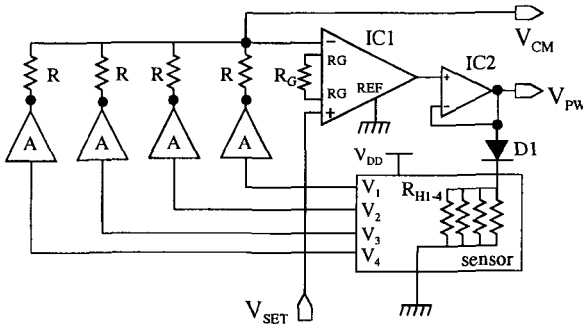 V_CM
IC1
R R R R
R_G
RG
RG
REF
IC2
V_PW
A A A A
D1
V_DD
V_1
V_2
V_3
V_4
R_H1-4
sensor
V_SET